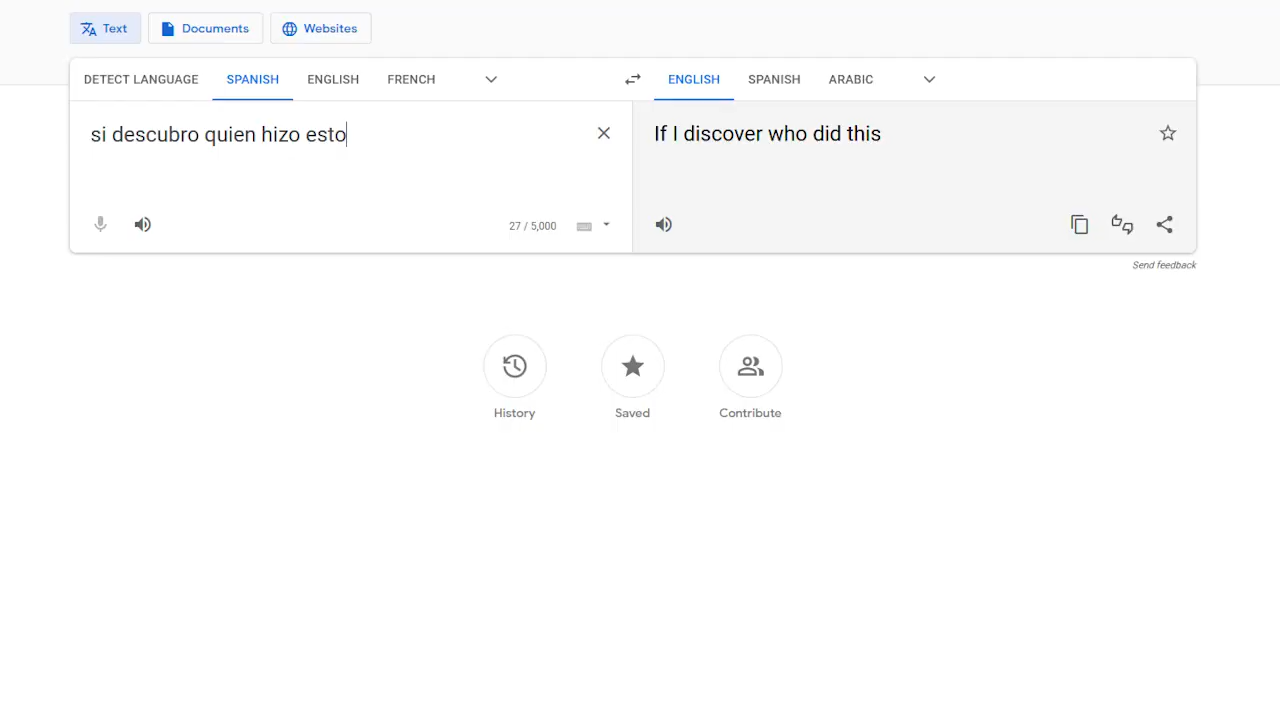 Text Documents Websites
DETECT LANGUAGE SPANISH ENGLISH FRENCH ENGLISH SPANISH ARABIC
si descubro quien hizo esto If I discover who did this
27 / 5,000
Send feedback
History Saved Contribute